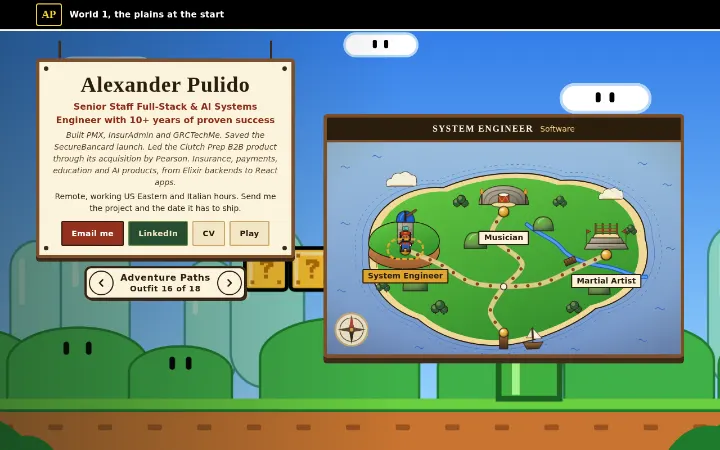 AP World 1, the plains at the start
Alexander Pulido
Senior Staff Full-Stack & AI Systems
Engineer with 10+ years of proven success
Built PMX, InsurAdmin and GRCTechMe. Saved the
SecureBancard launch. Led the Clutch Prep B2B product
through its acquisition by Pearson. Insurance, payments,
education and AI products, from Elixir backends to React
apps.
Remote, working US Eastern and Italian hours. Send me
the project and the date it has to ship.
Email me LinkedIn CV Play
Adventure Paths
Outfit 16 of 18
? ?
SYSTEM ENGINEER Software
Musician
System Engineer
Martial Artist